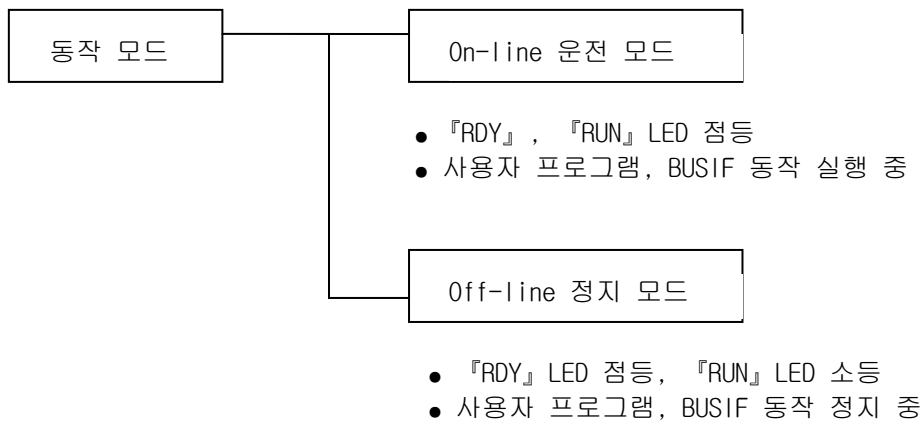 동작 모드
On-line 운전 모드
● 『RDY』, 『RUN』LED 점등
● 사용자 프로그램, BUSIF 동작 실행 중
Off-line 정지 모드
● 『RDY』LED 점등, 『RUN』LED 소등
● 사용자 프로그램, BUSIF 동작 정지 중